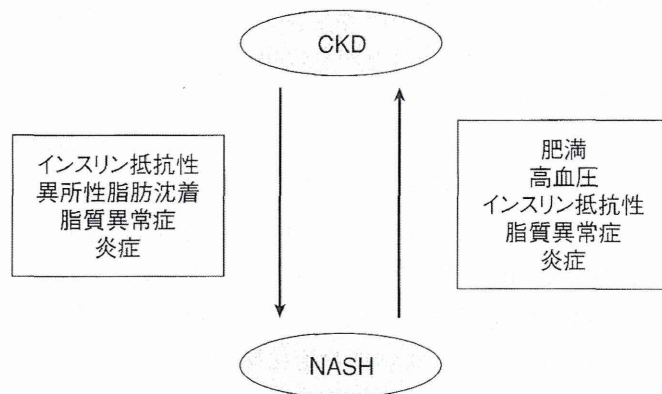 CKD
インスリン抵抗性
異所性脂肪沈着
脂質異常症
炎症
肥満
高血圧
インスリン抵抗性
脂質異常症
炎症
NASH